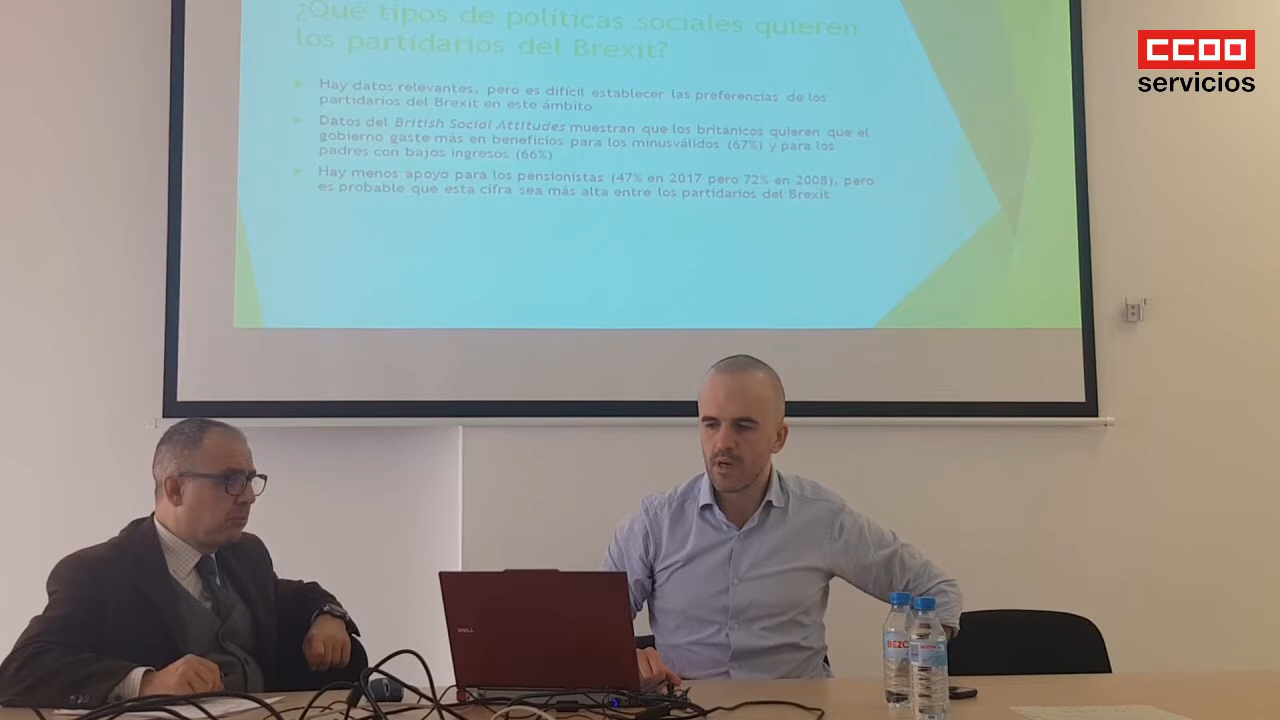 ¿Qué tipos de políticas sociales quieren
los partidarios del Brexit?
Hay datos relevantes, pero es difícil establecer las preferencias de los
partidarios del Brexit en este ámbito
Datos del British Social Attitudes muestran que los británicos quieren que el
gobierno gaste más en beneficios para los minusválidos (67%) y para los
padres con bajos ingresos (66%)
Hay menos apoyo para los pensionistas (47% en 2017 pero 72% en 2008), pero
es probable que esta cifra sea más alta entre los partidarios del Brexit
CCOO
servicios
DELL